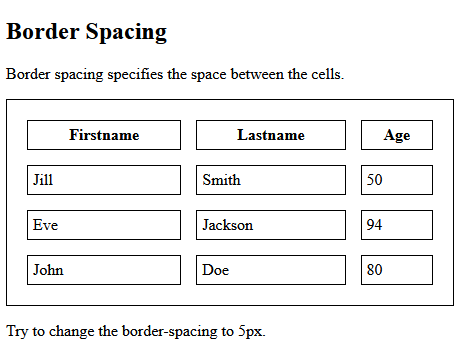 Border Spacing
Border spacing specifies the space between the cells.
Firstname Lastname Age
Jill Smith 50
Eve Jackson 94
John Doe 80
Try to change the border-spacing to 5px.